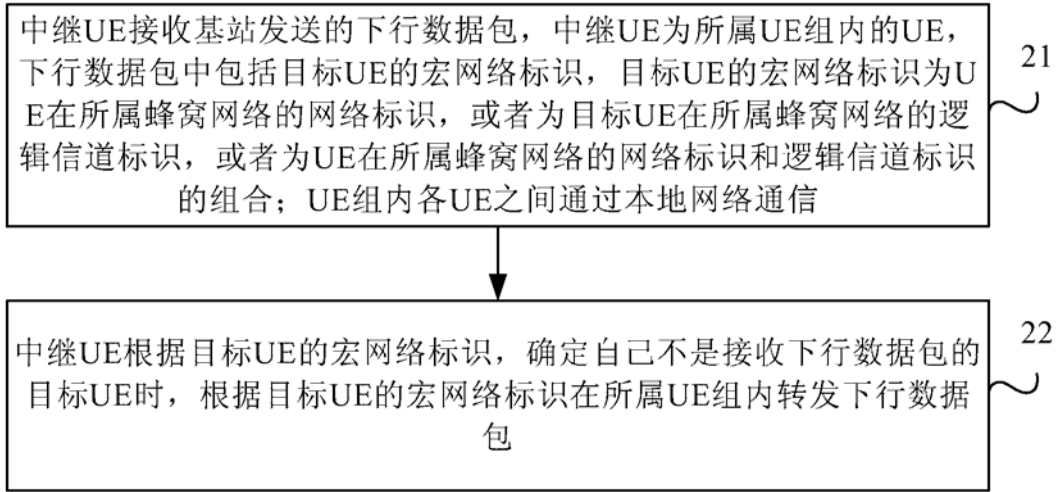 中继UE接收基站发送的下行数据包，中继UE为所属UE组内的UE，
下行数据包中包括目标UE的宏网络标识，目标UE的宏网络标识为U
E在所属蜂窝网络的网络标识，或者为目标UE在所属蜂窝网络的逻
辑信道标识，或者为UE在所属蜂窝网络的网络标识和逻辑信道标识
的组合；UE组内各UE之间通过本地网络通信
21
中继UE根据目标UE的宏网络标识，确定自己不是接收下行数据包的
目标UE时，根据目标UE的宏网络标识在所属UE组内转发下行数据
包
22